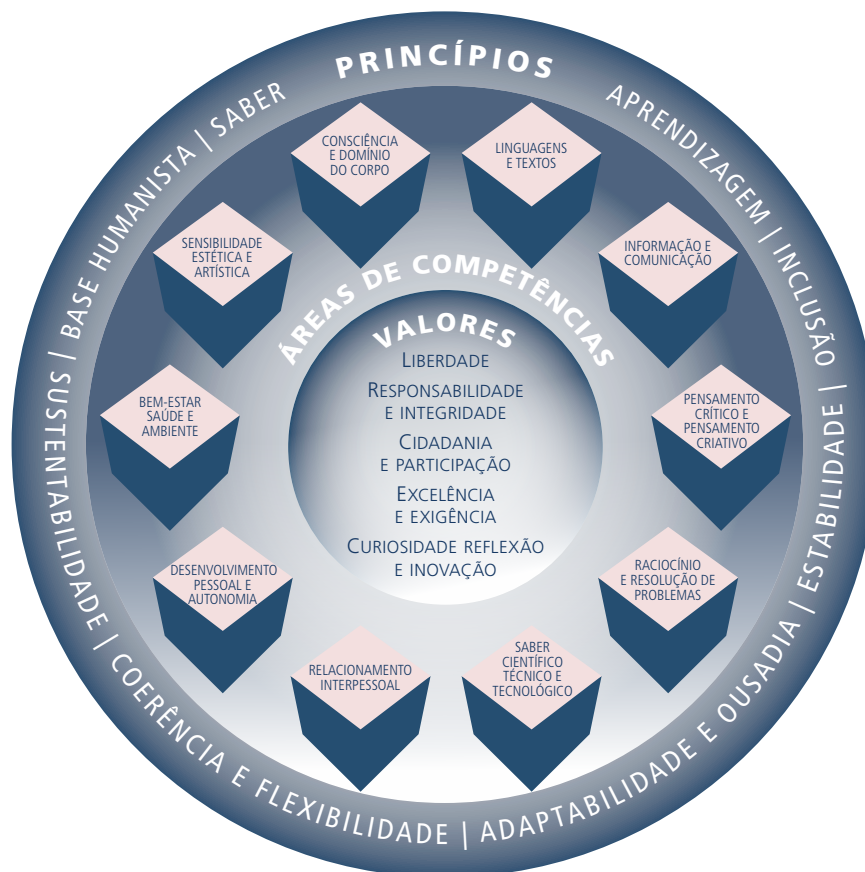 PRINCÍPIOS
APRENDIZAGEM | INCLUSÃO | ESTABILIDADE | ADAPTABILIDADE E OUSADIA | COERÊNCIA E FLEXIBILIDADE | SUSTENTABILIDADE | BASE HUMANISTA | SABER
ÁREAS DE COMPETÊNCIAS
LINGUAGENS
E TEXTOS
INFORMAÇÃO E
COMUNICAÇÃO
PENSAMENTO
CRÍTICO E
PENSAMENTO
CRIATIVO
RACIOCÍNIO
E RESOLUÇÃO DE
PROBLEMAS
SABER
CIENTÍFICO
TÉCNICO E
TECNOLÓGICO
RELACIONAMENTO
INTERPESSOAL
DESENVOLVIMENTO
PESSOAL E
AUTONOMIA
BEM-ESTAR
SAÚDE E
AMBIENTE
SENSIBILIDADE
ESTÉTICA E
ARTÍSTICA
CONSCIÊNCIA
E DOMÍNIO
DO CORPO
VALORES
LIBERDADE
RESPONSABILIDADE
E INTEGRIDADE
CIDADANIA
E PARTICIPAÇÃO
EXCELÊNCIA
E EXIGÊNCIA
CURIOSIDADE REFLEXÃO
E INOVAÇÃO